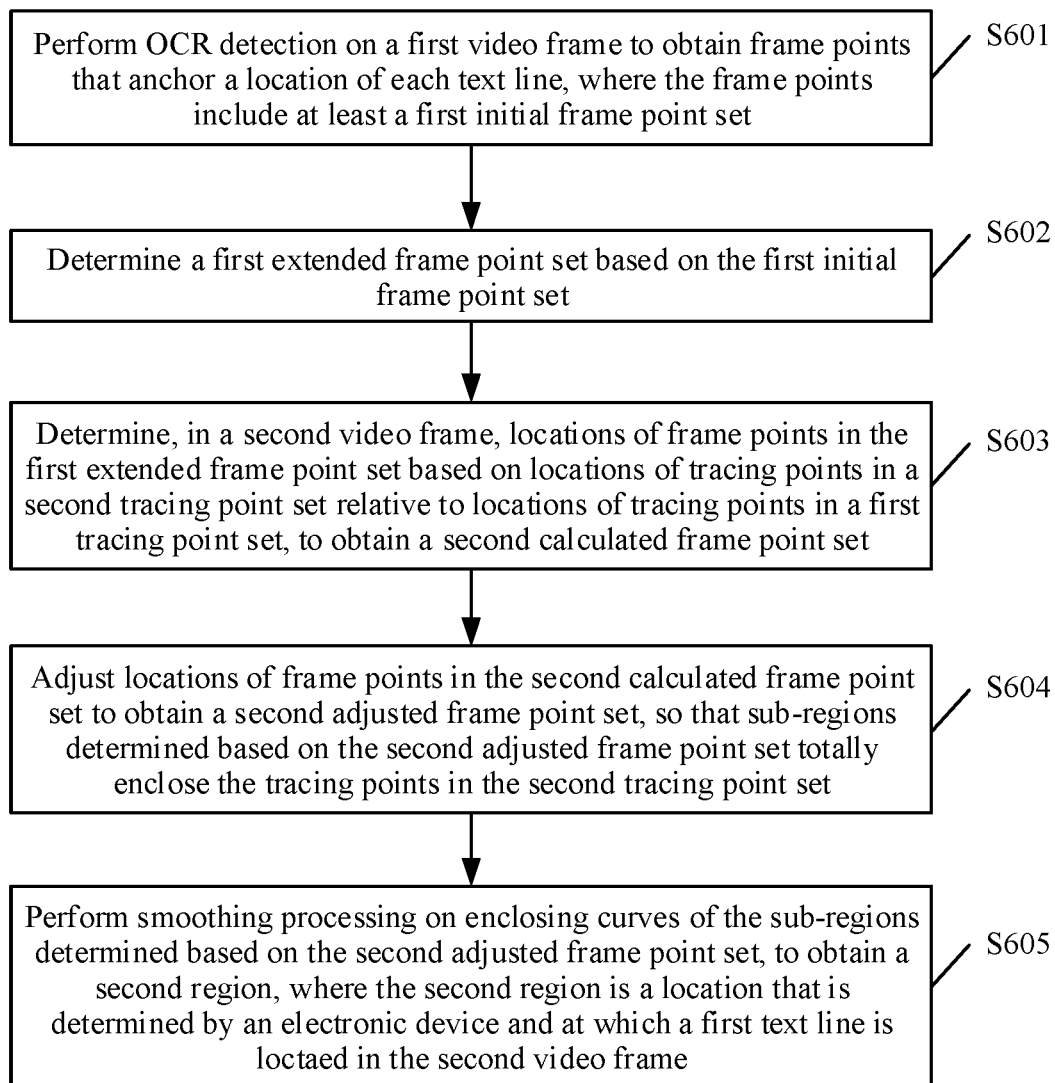 Perform OCR detection on a first video frame to obtain frame points
that anchor a location of each text line, where the frame points
include at least a first initial frame point set
S601
Determine a first extended frame point set based on the first initial
frame point set
S602
Determine, in a second video frame, locations of frame points in the
first extended frame point set based on locations of tracing points in a
second tracing point set relative to locations of tracing points in a first
tracing point set, to obtain a second calculated frame point set
S603
Adjust locations of frame points in the second calculated frame point
set to obtain a second adjusted frame point set, so that sub-regions
determined based on the second adjusted frame point set totally
enclose the tracing points in the second tracing point set
S604
Perform smoothing processing on enclosing curves of the sub-regions
determined based on the second adjusted frame point set, to obtain a
second region, where the second region is a location that is
determined by an electronic device and at which a first text line is
loctaed in the second video frame
S605